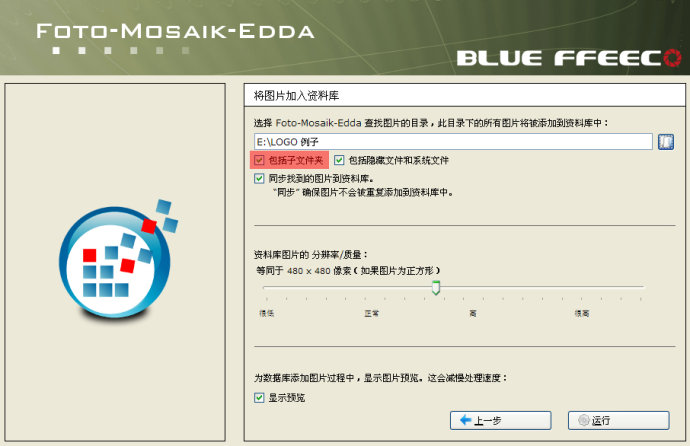 FOTO-MOSAIK-EDDA
BLUE FFEECO
将图片加入资料库
选择 Foto-Mosaik-Edda 查找图片的目录，此目录下的所有图片将被添加到资料库中：
E:\LOGO 例子
包括子文件夹 包括隐藏文件和系统文件
同步找到的图片到资料库。
“同步”确保图片不会被重复添加到资料库中。
资料库图片的 分辨率/质量：
等同于 480 x 480 像素（如果图片为正方形）
很低 正常 高 很高
为数据库添加图片过程中，显示图片预览。这会减慢处理速度：
显示预览
上一步 运行